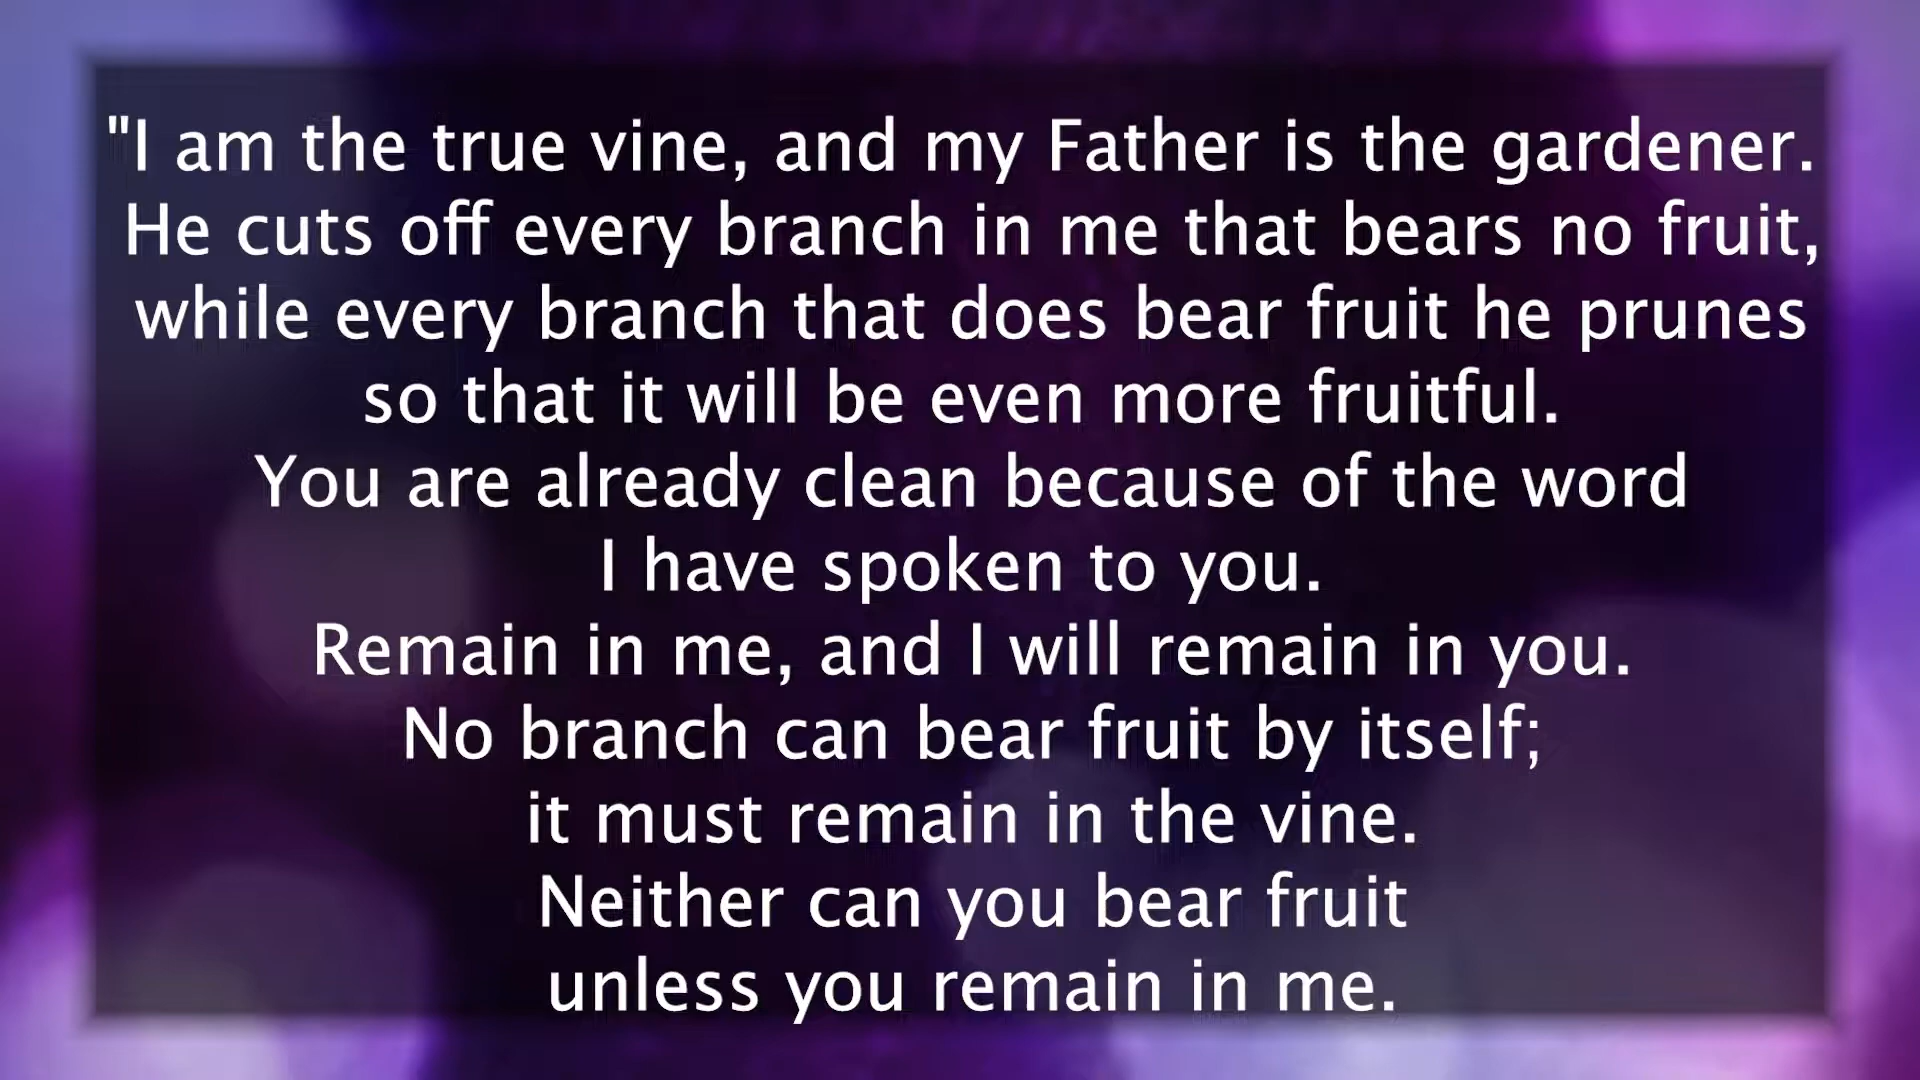 "I am the true vine, and my Father is the gardener.
He cuts off every branch in me that bears no fruit,
while every branch that does bear fruit he prunes
so that it will be even more fruitful.
You are already clean because of the word
I have spoken to you.
Remain in me, and I will remain in you.
No branch can bear fruit by itself;
it must remain in the vine.
Neither can you bear fruit
unless you remain in me.